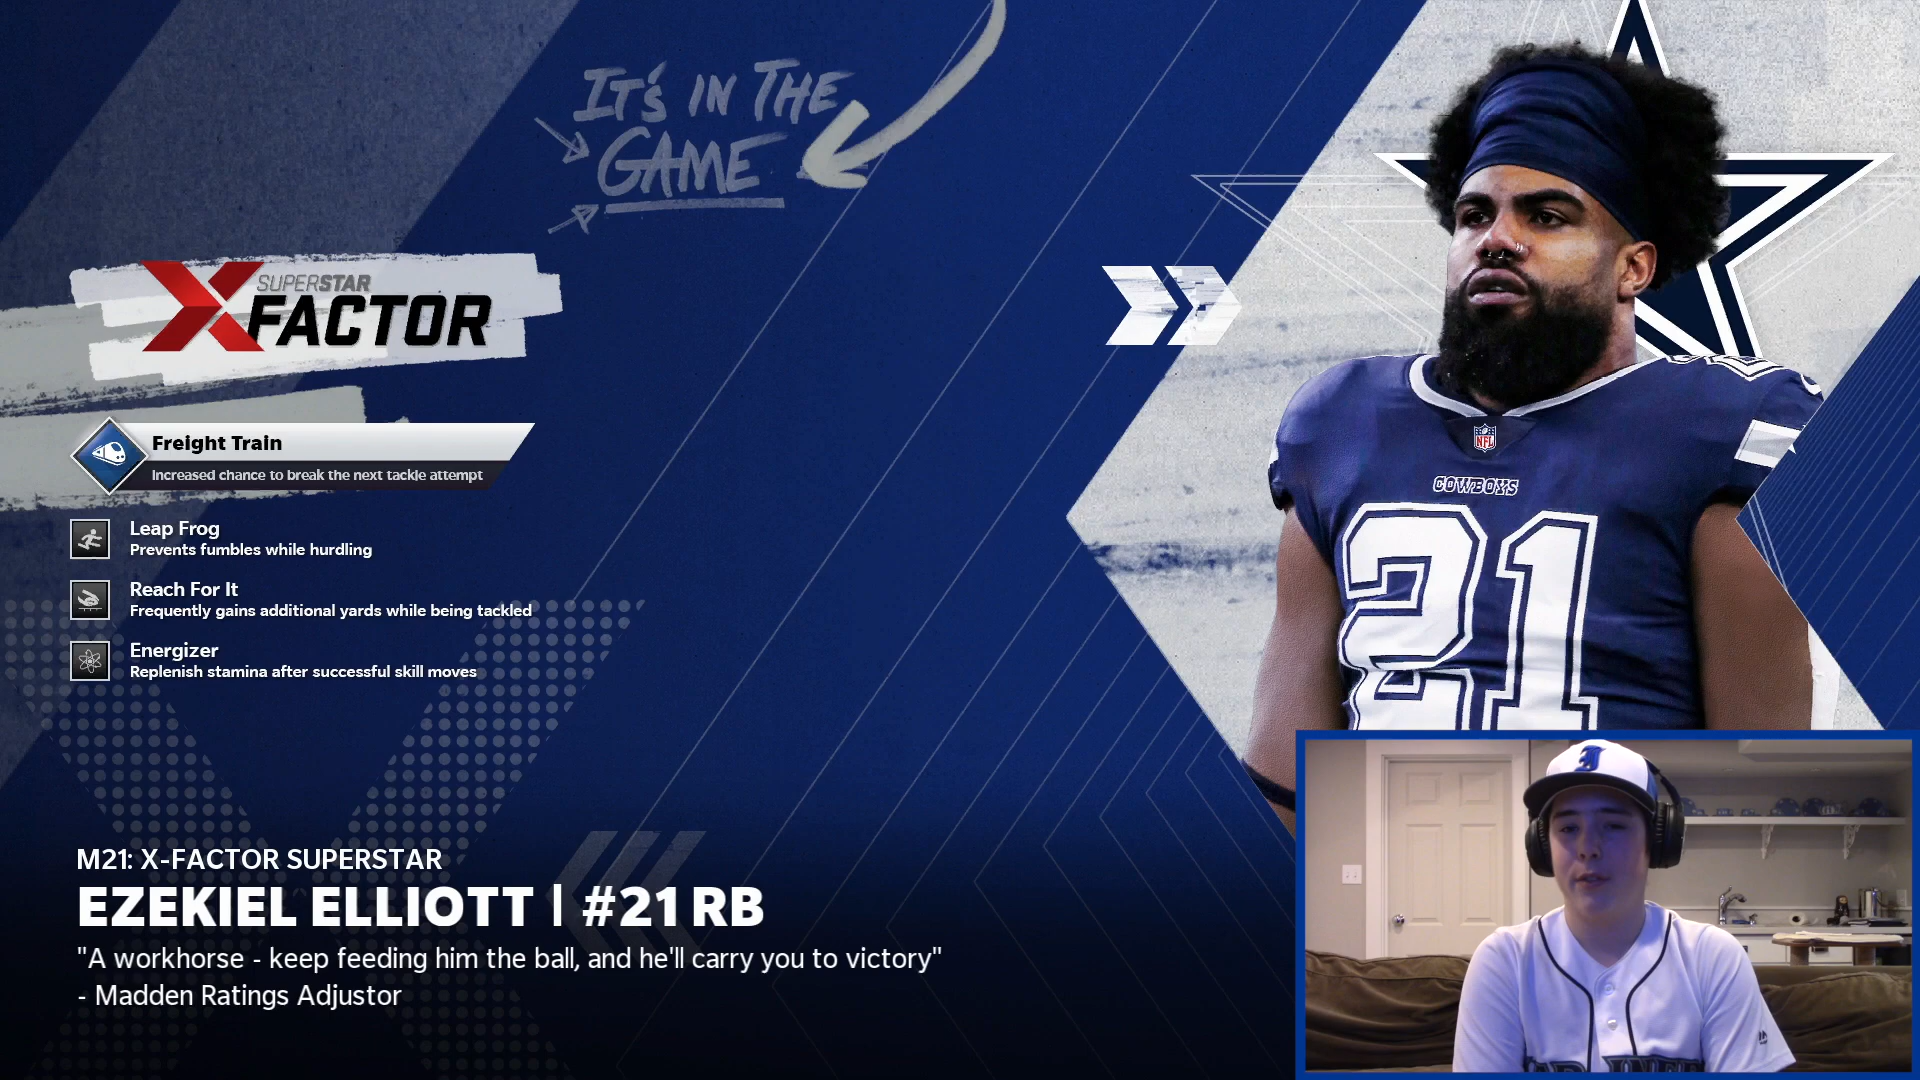 IT's IN THE
GAME
SUPERSTAR
X FACTOR
Freight Train
Increased chance to break the next tackle attempt
Leap Frog
Prevents fumbles while hurdling
Reach For It
Frequently gains additional yards while being tackled
Energizer
Replenish stamina after successful skill moves
NFL
COWBOYS
21
M21: X-FACTOR SUPERSTAR
EZEKIEL ELLIOTT | #21 RB
"A workhorse - keep feeding him the ball, and he'll carry you to victory"
- Madden Ratings Adjustor